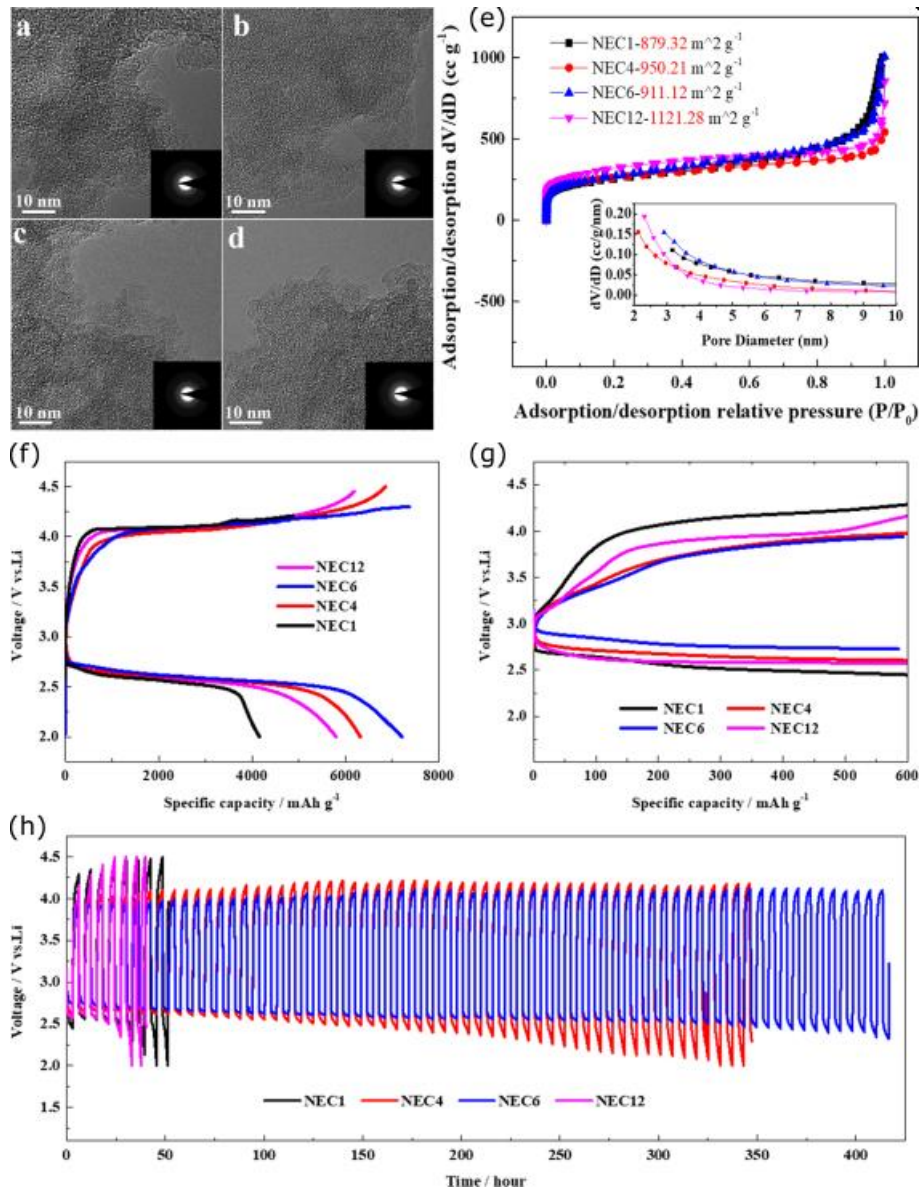 a
b
10 nm
10 nm
c
d
10 nm
10 nm
(e)
NEC1-879.32 m^2 g⁻¹
NEC4-950.21 m^2 g⁻¹
NEC6-911.12 m^2 g⁻¹
NEC12-1121.28 m^2 g⁻¹
Adsorption/desorption dV/dD (cc g⁻¹)
1000
500
0
-500
0.0 0.2 0.4 0.6 0.8 1.0
Adsorption/desorption relative pressure (P/P₀)
dV/dD (cc/g/nm)
0.20
0.15
0.10
0.05
0.00
2 3 4 5 6 7 8 9 10
Pore Diameter (nm)
(f)
Voltage / V vs.Li
4.5
4.0
3.5
3.0
2.5
2.0
NEC12
NEC6
NEC4
NEC1
0 2000 4000 6000 8000
Specific capacity / mAh g⁻¹
(g)
Voltage / V vs.Li
4.5
4.0
3.5
3.0
2.5
2.0
NEC1 NEC4
NEC6 NEC12
0 100 200 300 400 500 600
Specific capacity / mAh g⁻¹
(h)
Voltage / V vs.Li
4.5
4.0
3.5
3.0
2.5
2.0
1.5
NEC1 NEC4 NEC6 NEC12
0 50 100 150 200 250 300 350 400
Time / hour